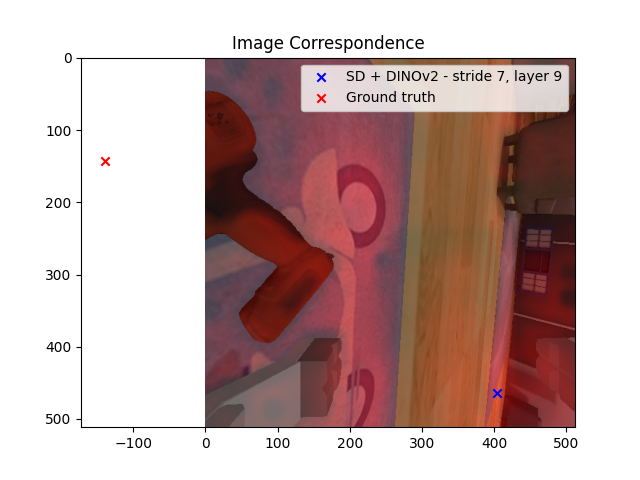 Image Correspondence
SD + DINOv2 - stride 7, layer 9
Ground truth
0
100
200
300
400
500
−100 0 100 200 300 400 500